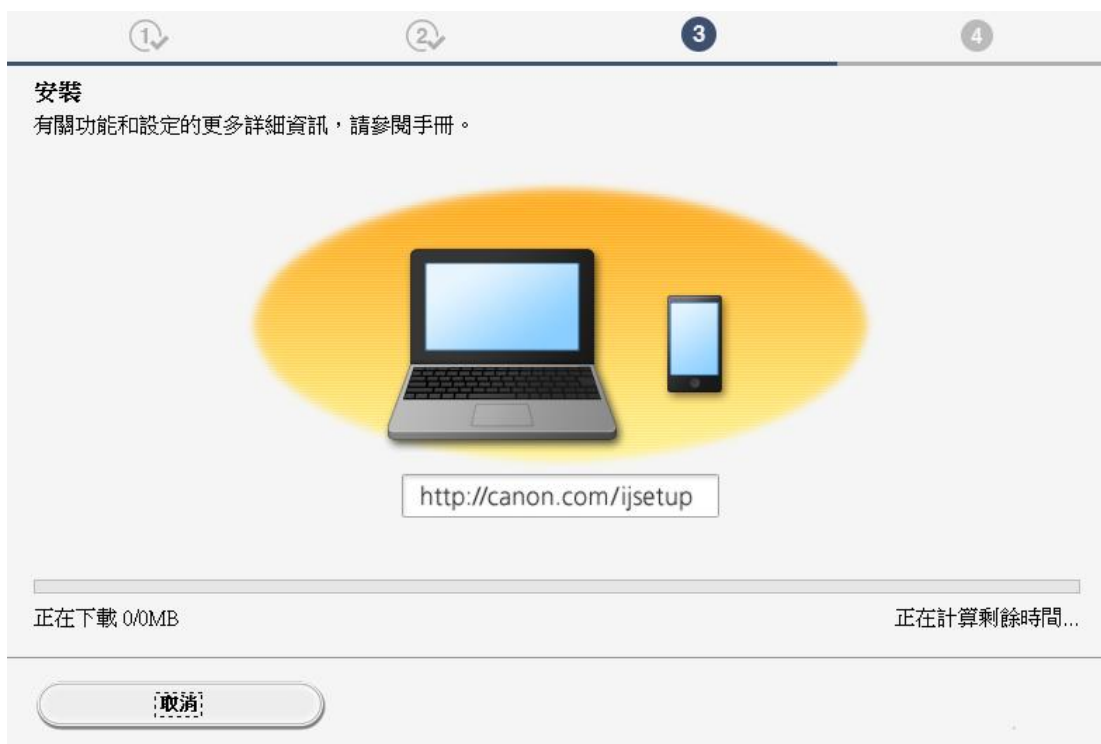 1 2 3 4
安裝
有關功能和設定的更多詳細資訊，請參閱手冊。
http://canon.com/ijsetup
正在下載 0/0MB
正在計算剩餘時間...
取消